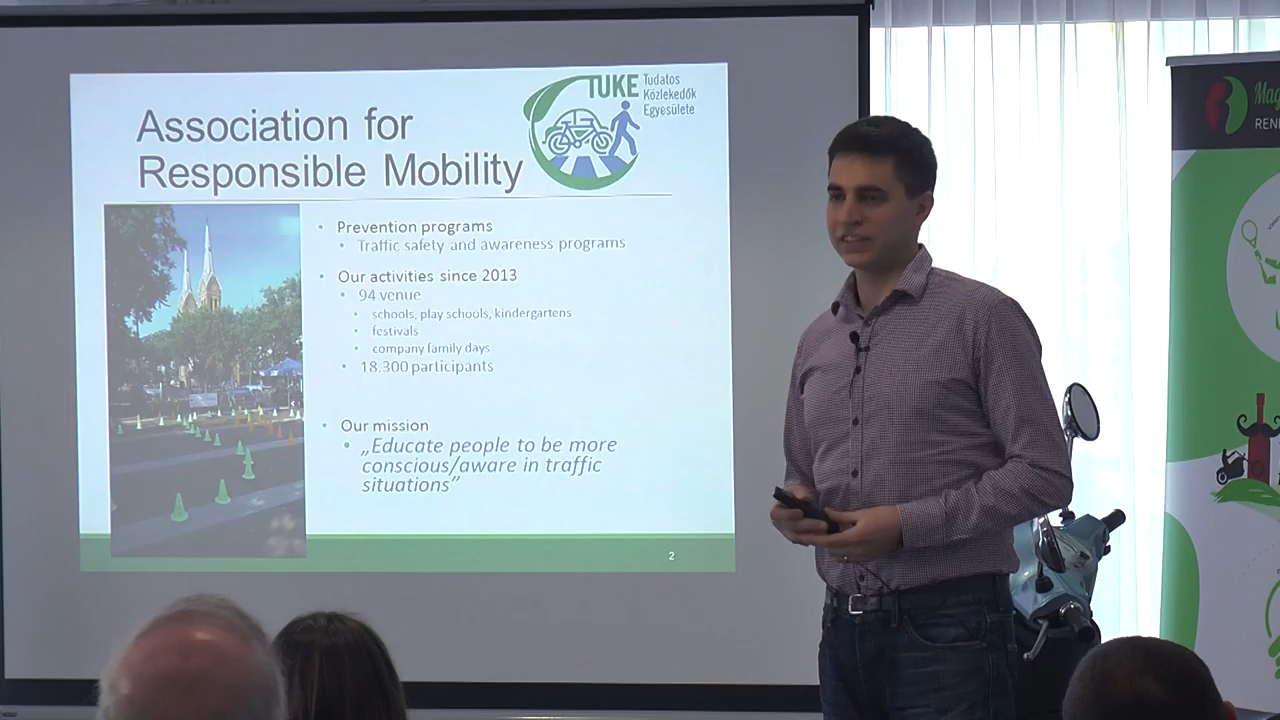 TUKE
Tudatos
Közlekedők
Egyesülete
Association for
Responsible Mobility
Prevention programs
Traffic safety and awareness programs
Our activities since 2013
94 venue
schools, play schools, kindergartens
festivals
company family days
18.300 participants
Our mission
„Educate people to be more
conscious/aware in traffic
situations”
2